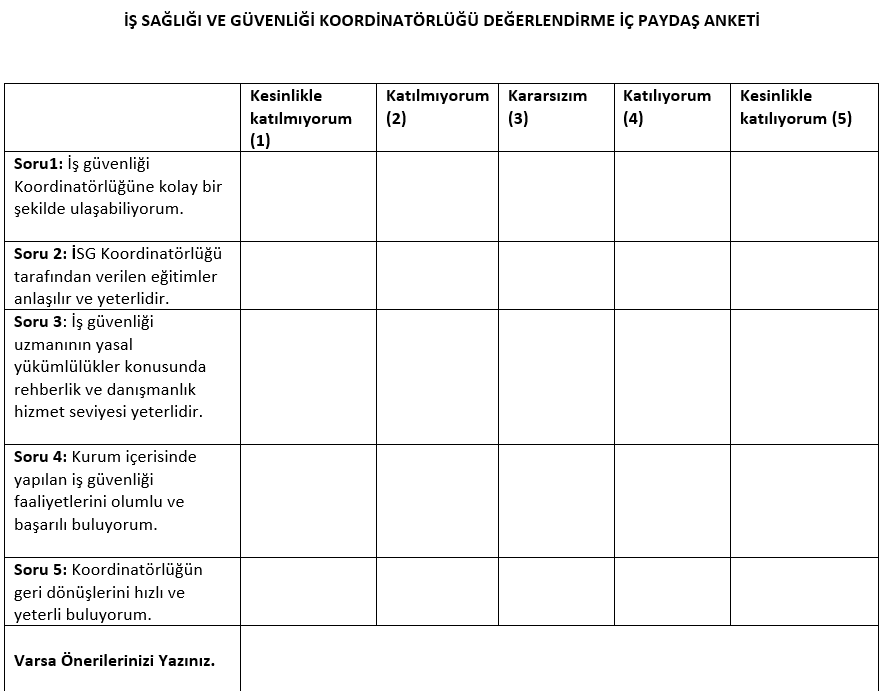 İŞ SAĞLIĞI VE GÜVENLİĞİ KOORDİNATÖRLÜĞÜ DEĞERLENDİRME İÇ PAYDAŞ ANKETİ
Kesinlikle
katılmıyorum
(1)
Katılmıyorum
(2)
Kararsızım
(3)
Katılıyorum
(4)
Kesinlikle
katılıyorum (5)
Soru1: İş güvenliği
Koordinatörlüğüne kolay bir
şekilde ulaşabiliyorum.
Soru 2: İSG Koordinatörlüğü
tarafından verilen eğitimler
anlaşılır ve yeterlidir.
Soru 3: İş güvenliği
uzmanının yasal
yükümlülükler konusunda
rehberlik ve danışmanlık
hizmet seviyesi yeterlidir.
Soru 4: Kurum içerisinde
yapılan iş güvenliği
faaliyetlerini olumlu ve
başarılı buluyorum.
Soru 5: Koordinatörlüğün
geri dönüşlerini hızlı ve
yeterli buluyorum.
Varsa Önerilerinizi Yazınız.